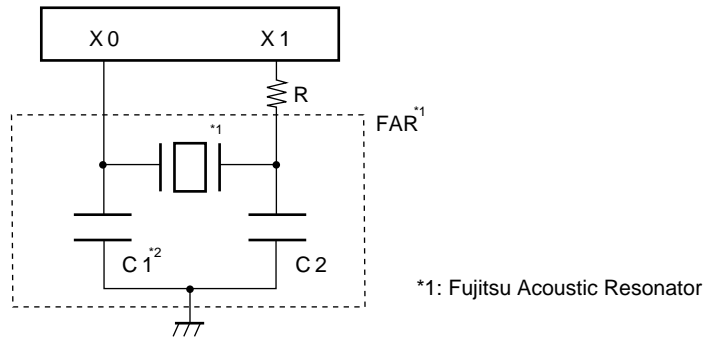 X0 X1
R
FAR*1
*1
C1*2 C2
*1: Fujitsu Acoustic Resonator